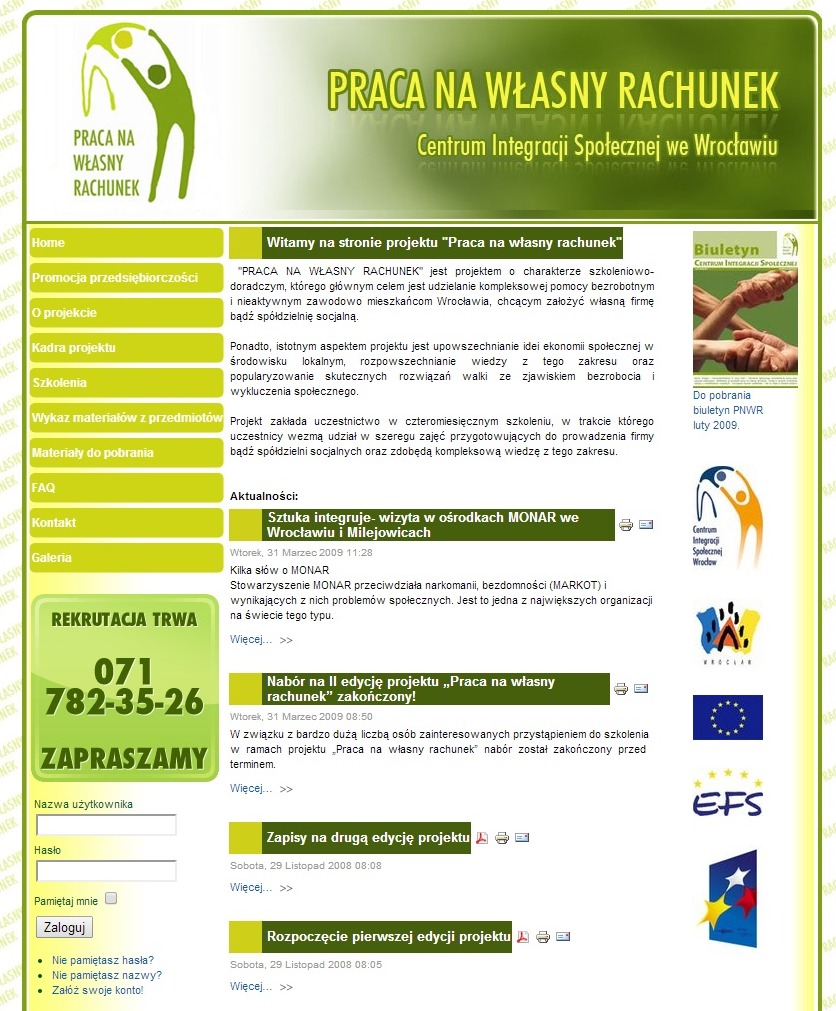 PRACA NA
WŁASNY
RACHUNEK
PRACA NA WŁASNY RACHUNEK
Centrum Integracji Społecznej we Wrocławiu
Home
Promocja przedsiębiorczości
O projekcie
Kadra projektu
Szkolenia
Wykaz materiałów z przedmiotów
Materiały do pobrania
FAQ
Kontakt
Galeria
REKRUTACJA TRWA
071
782-35-26
ZAPRASZAMY
Nazwa użytkownika
Hasło
Pamiętaj mnie
Zaloguj
Nie pamiętasz hasła?
Nie pamiętasz nazwy?
Załóż swoje konto!
Witamy na stronie projektu "Praca na własny rachunek"
"PRACA NA WŁASNY RACHUNEK" jest projektem o charakterze szkoleniowo-
doradczym, którego głównym celem jest udzielanie kompleksowej pomocy bezrobotnym
i nieaktywnym zawodowo mieszkańcom Wrocławia, chcącym założyć własną firmę
bądź spółdzielnię socjalną.
Ponadto, istotnym aspektem projektu jest upowszechnianie idei ekonomii społecznej w
środowisku lokalnym, rozpowszechnianie wiedzy z tego zakresu oraz
popularyzowanie skutecznych rozwiązań walki ze zjawiskiem bezrobocia i
wykluczenia społecznego.
Projekt zakłada uczestnictwo w czteromiesięcznym szkoleniu, w trakcie którego
uczestnicy wezmą udział w szeregu zajęć przygotowujących do prowadzenia firmy
bądź spółdzielni socjalnych oraz zdobędą kompleksową wiedzę z tego zakresu.
Aktualności:
Sztuka integruje- wizyta w ośrodkach MONAR we
Wrocławiu i Milejowicach
Wtorek, 31 Marzec 2009 11:28
Kilka słów o MONAR
Stowarzyszenie MONAR przeciwdziała narkomanii, bezdomności (MARKOT) i
wynikających z nich problemów społecznych. Jest to jedna z największych organizacji
na świecie tego typu.
Więcej... >>
Nabór na II edycję projektu „Praca na własny
rachunek” zakończony!
Wtorek, 31 Marzec 2009 08:50
W związku z bardzo dużą liczbą osób zainteresowanych przystąpieniem do szkolenia
w ramach projektu „Praca na własny rachunek” nabór został zakończony przed
terminem.
Więcej... >>
Zapisy na drugą edycję projektu
Sobota, 29 Listopad 2008 08:08
Więcej... >>
Rozpoczęcie pierwszej edycji projektu
Sobota, 29 Listopad 2008 08:05
Więcej... >>
Biuletyn
CENTRUM INTEGRACJI SPOŁECZNEJ
Do pobrania
biuletyn PNWR
luty 2009.
Centrum
Integracji
Społecznej
Wrocław
WROCŁAW
EFS